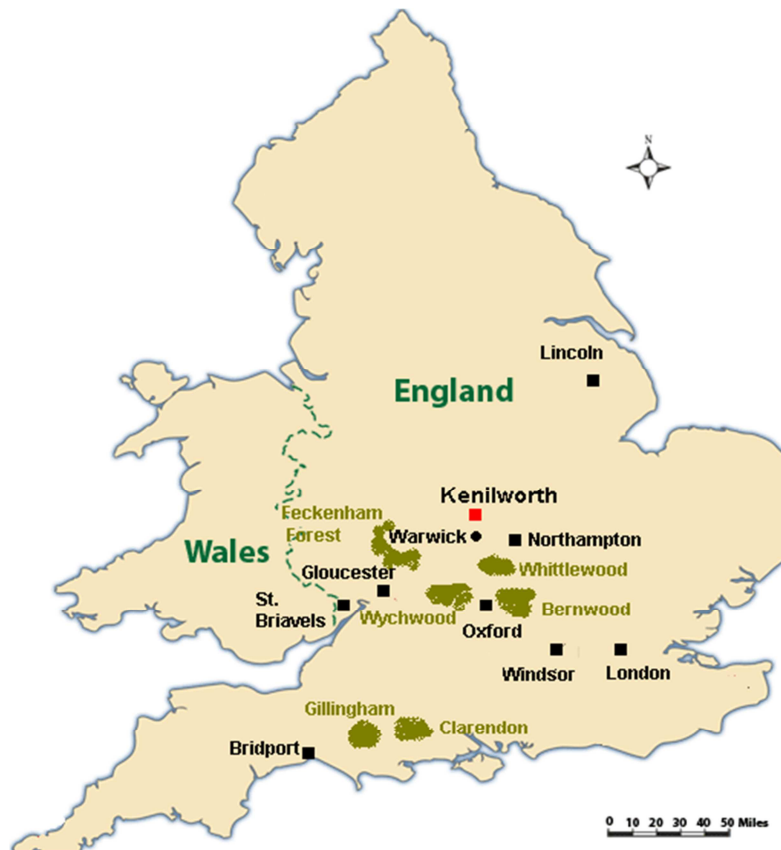 N
Lincoln
England
Kenilworth
Feckenham
Forest
Warwick
Northampton
Wales
Whittlewood
Gloucester
St.
Briavels
Wychwood
Bernwood
Oxford
Windsor
London
Gillingham
Clarendon
Bridport
0 10 20 30 40 50 Miles